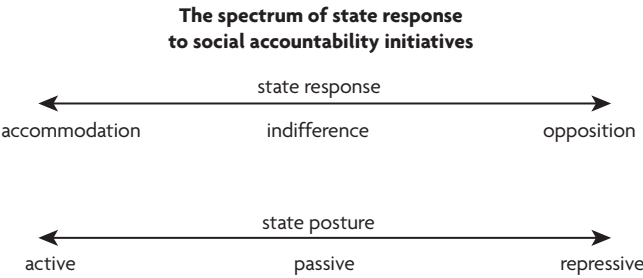 The spectrum of state response
to social accountability initiatives
state response
accommodation indifference opposition
state posture
active passive repressive